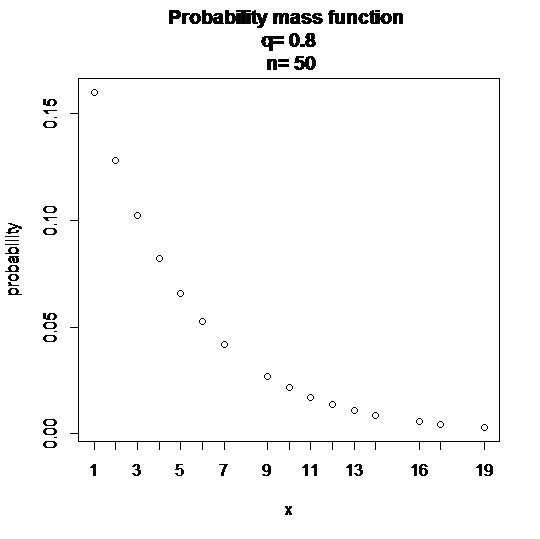 Probability mass function
q= 0.8
n= 50
probability
0.15
0.10
0.05
0.00
1 3 5 7 9 11 13 16 19
x